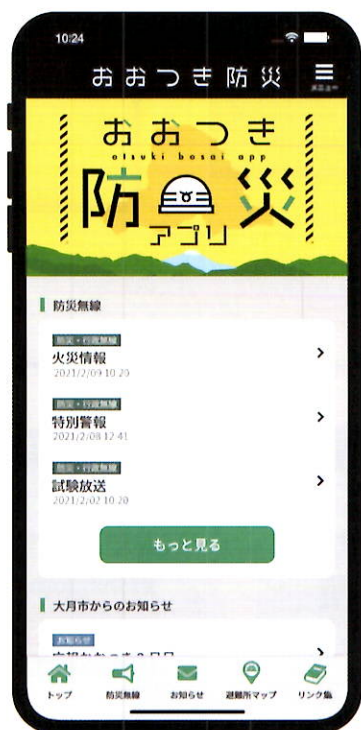 10:24
おおつき防災
メニュー
おおつき
otsuki bosai app
防災
アプリ
防災無線
防災・行政無線
火災情報
2021/2/09 10:20
防災・行政無線
特別警報
2021/2/08 12:41
防災・行政無線
試験放送
2021/2/02 10:20
もっと見る
大月市からのお知らせ
お知らせ
トップ
防災無線
お知らせ
避難所マップ
リンク集